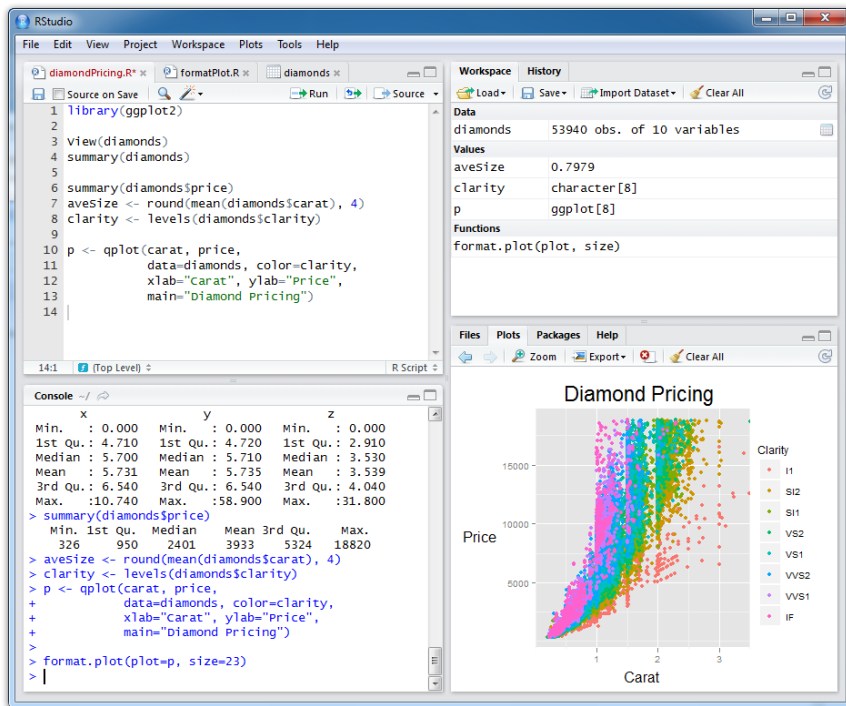 RStudio
File Edit View Project Workspace Plots Tools Help
diamondPricing.R* × formatPlot.R × diamonds ×
Source on Save Run Source
1 library(ggplot2)
2
3 View(diamonds)
4 summary(diamonds)
5
6 summary(diamonds$price)
7 aveSize <- round(mean(diamonds$carat), 4)
8 clarity <- levels(diamonds$clarity)
9
10 p <- qplot(carat, price,
11 data=diamonds, color=clarity,
12 xlab="Carat", ylab="Price",
13 main="Diamond Pricing")
14
14:1 (Top Level) R Script
Console ~/
x y z
Min. : 0.000 Min. : 0.000 Min. : 0.000
1st Qu.: 4.710 1st Qu.: 4.720 1st Qu.: 2.910
Median : 5.700 Median : 5.710 Median : 3.530
Mean : 5.731 Mean : 5.735 Mean : 3.539
3rd Qu.: 6.540 3rd Qu.: 6.540 3rd Qu.: 4.040
Max. :10.740 Max. :58.900 Max. :31.800
> summary(diamonds$price)
Min. 1st Qu. Median Mean 3rd Qu. Max.
326 950 2401 3933 5324 18820
> aveSize <- round(mean(diamonds$carat), 4)
> clarity <- levels(diamonds$clarity)
> p <- qplot(carat, price,
+ data=diamonds, color=clarity,
+ xlab="Carat", ylab="Price",
+ main="Diamond Pricing")
>
> format.plot(plot=p, size=23)
>
Workspace History
Load Save Import Dataset Clear All
Data
diamonds 53940 obs. of 10 variables
Values
aveSize 0.7979
clarity character[8]
p ggplot[8]
Functions
format.plot(plot, size)
Files Plots Packages Help
Zoom Export Clear All
Diamond Pricing
Price
15000
10000
5000
1 2 3
Carat
Clarity
I1
SI2
SI1
VS2
VS1
VVS2
VVS1
IF